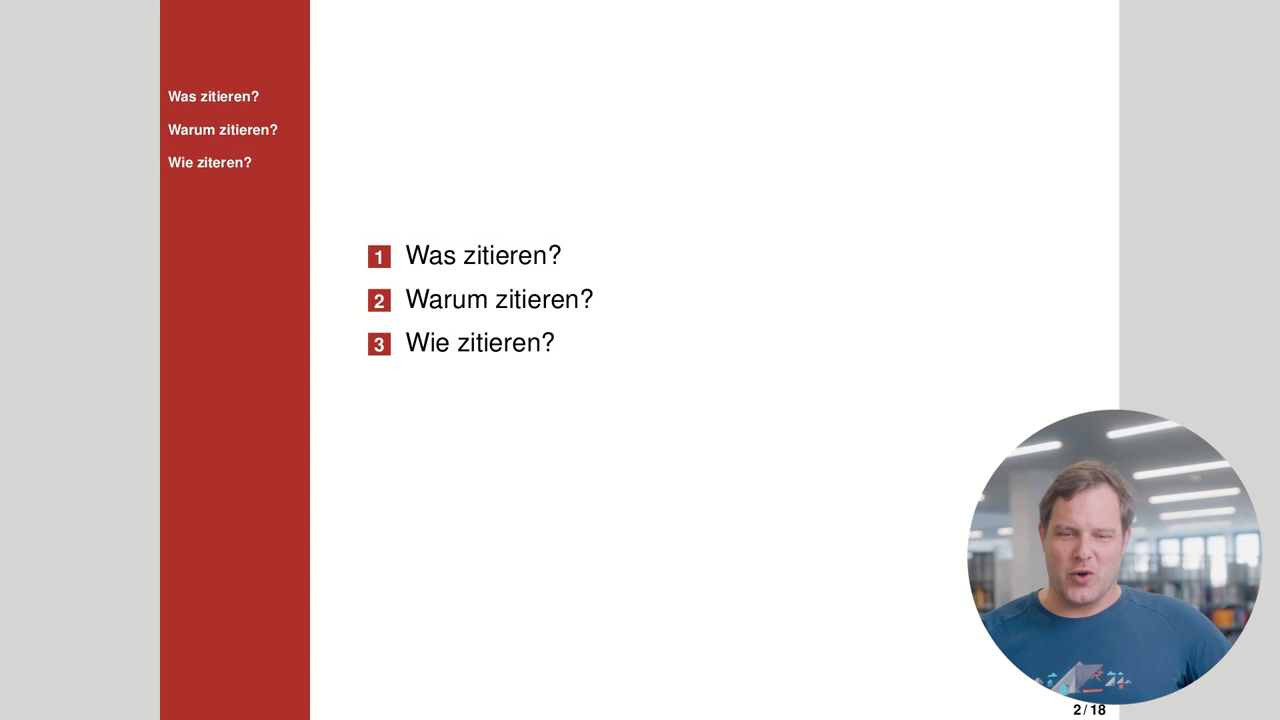 Was zitieren?
Warum zitieren?
Wie ziteren?
1 Was zitieren?
2 Warum zitieren?
3 Wie zitieren?
2 / 18